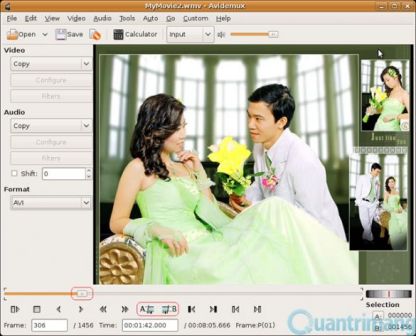 MyMovie2.wmv - Avidemux
File Edit View Video Audio Tools Auto Go Custom Help
Open Save Calculator Input
Video
Copy
Configure
Filters
Audio
Copy
Configure
Filters
Shift: 0
Format
AVI
Just like
A B
Selection
A: 000000
B: 001456
Frame: 306 / 1456 Time: 00:01:42.000 / 00:08:05.666 Frame:P(01)
Quantrimang